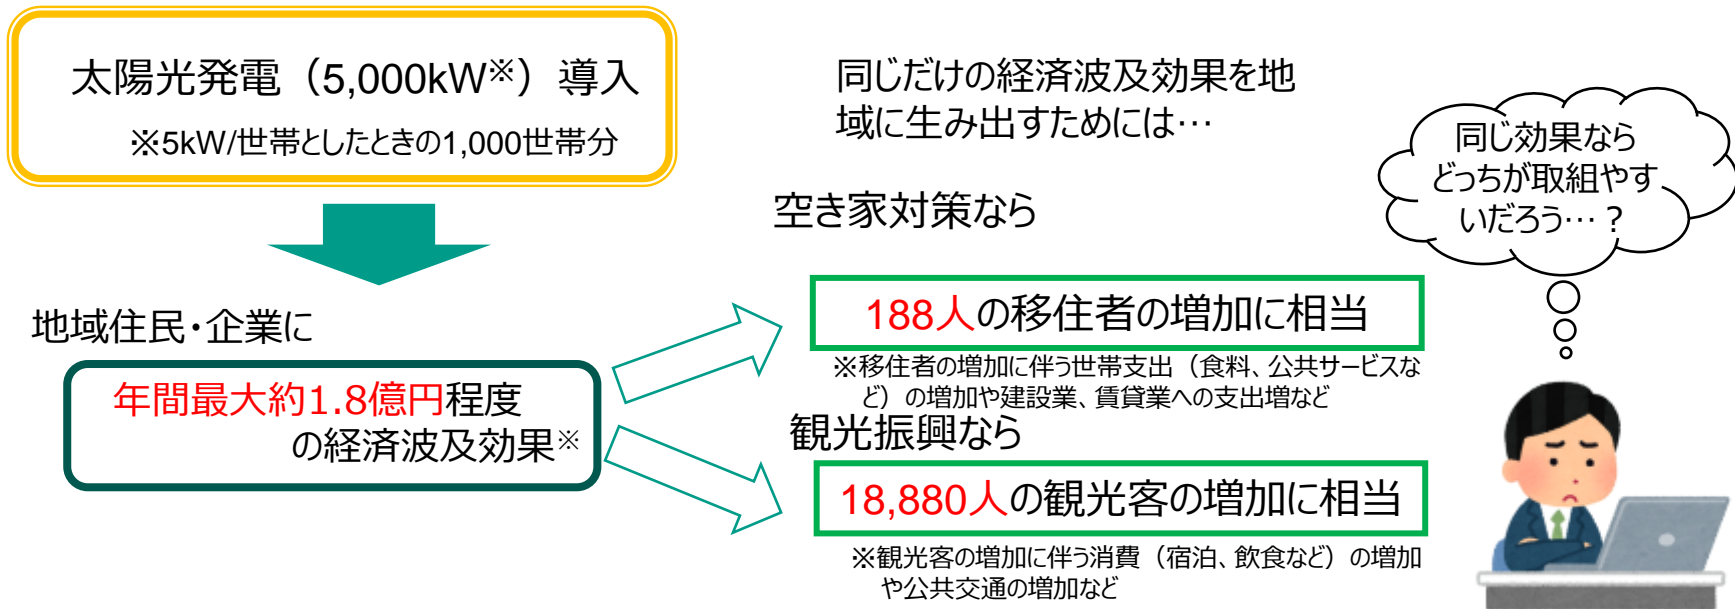 太陽光発電（5,000kW※）導入
※5kW/世帯としたときの1,000世帯分
地域住民・企業に
年間最大約1.8億円程度
の経済波及効果※
同じだけの経済波及効果を地
域に生み出すためには…
空き家対策なら
188人の移住者の増加に相当
※移住者の増加に伴う世帯支出（食料、公共サービスな
ど）の増加や建設業、賃貸業への支出増など
観光振興なら
18,880人の観光客の増加に相当
※観光客の増加に伴う消費（宿泊、飲食など）の増加
や公共交通の増加など
同じ効果なら
どっちが取組やす
いだろう…？